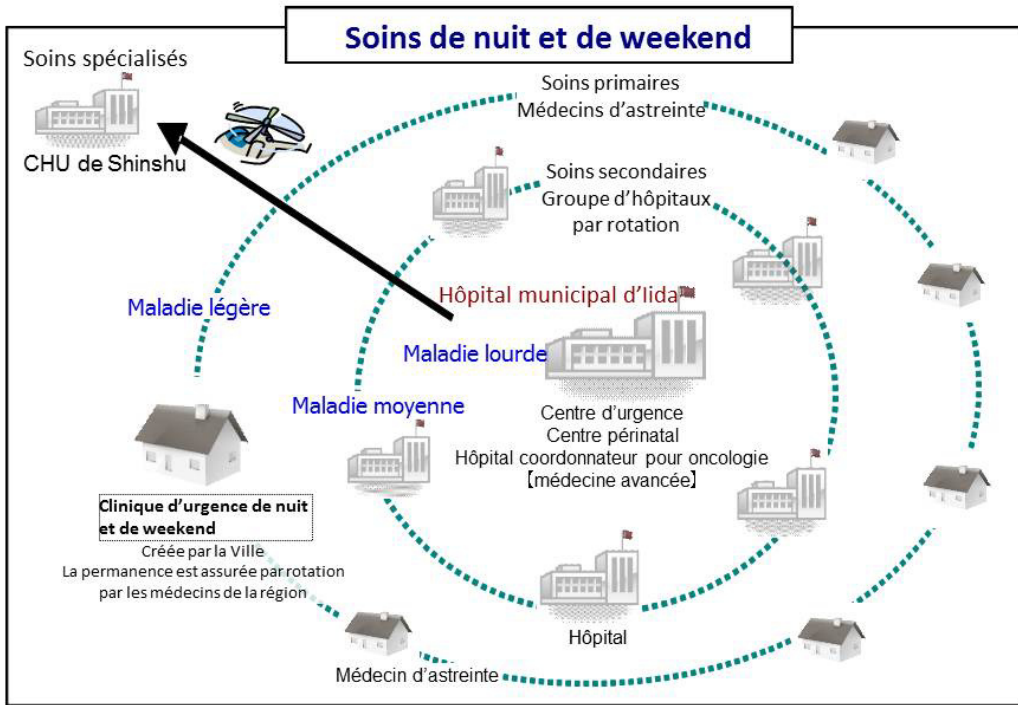 Soins de nuit et de weekend
Soins spécialisés
CHU de Shinshu
Soins primaires
Médecins d’astreinte
Soins secondaires
Groupe d’hôpitaux
par rotation
Hôpital municipal d’Iida
Maladie légère
Maladie lourde
Maladie moyenne
Centre d’urgence
Centre périnatal
Hôpital coordonnateur pour oncologie
【médecine avancée】
Clinique d’urgence de nuit
et de weekend
Créée par la Ville
La permanence est assurée par rotation
par les médecins de la région
Hôpital
Médecin d’astreinte